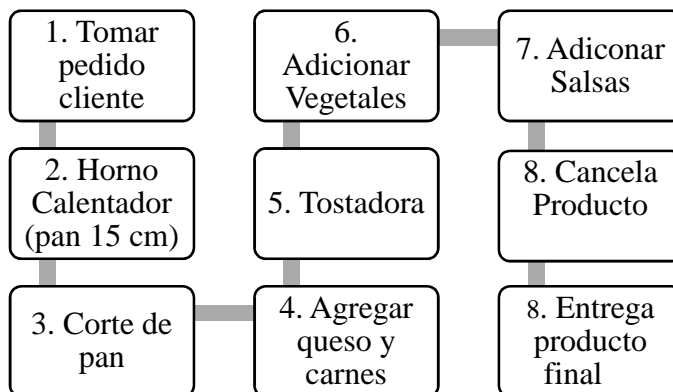 1. Tomar
pedido
cliente
2. Horno
Calentador
(pan 15 cm)
3. Corte de
pan
4. Agregar
queso y
carnes
5. Tostadora
6.
Adicionar
Vegetales
7. Adiconar
Salsas
8. Cancela
Producto
8. Entrega
producto
final